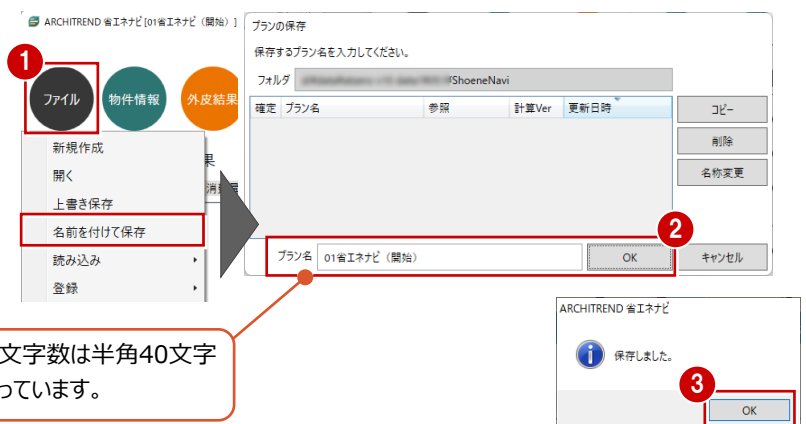 ARCHITREND 省エネナビ [01省エネナビ（開始）]
1
ファイル
物件情報
外皮結果
新規作成
開く
上書き保存
名前を付けて保存
読み込み
登録
果
プランの保存
保存するプラン名を入力してください。
フォルダ
¥ShoeneNavi
確定 プラン名 参照 計算Ver 更新日時
コピー
削除
名称変更
2
プラン名 01省エネナビ（開始） OK キャンセル
文字数は半角40文字
っています。
ARCHITREND 省エネナビ
保存しました。
3
OK